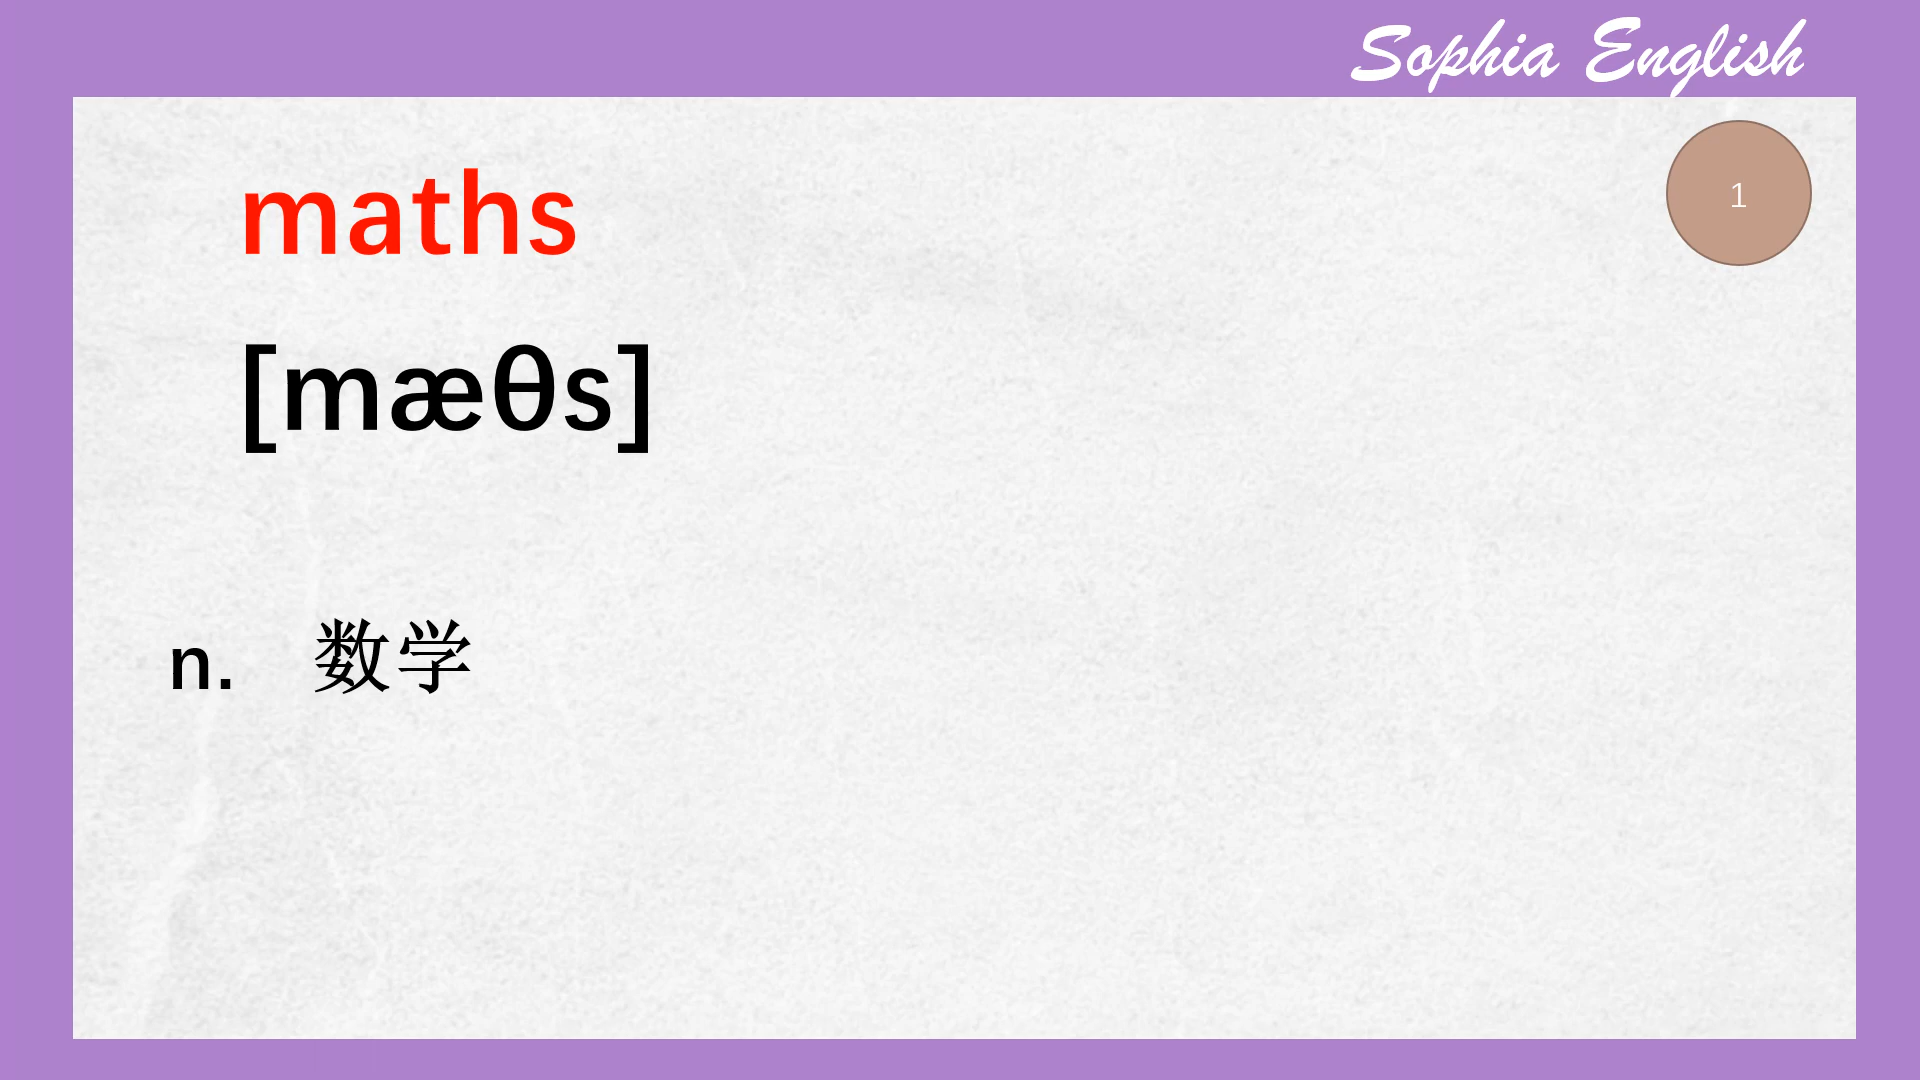 Sophia English
maths
1
[mæθs]
n. 数学